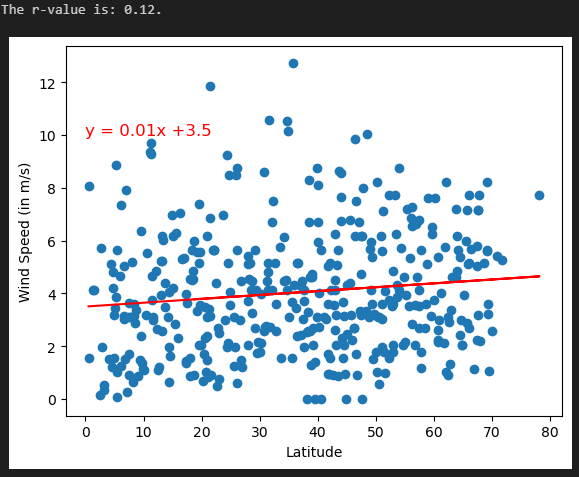 The r-value is: 0.12.
12
10
8
6
4
2
0
y = 0.01x +3.5
Wind Speed (in m/s)
0 10 20 30 40 50 60 70 80
Latitude